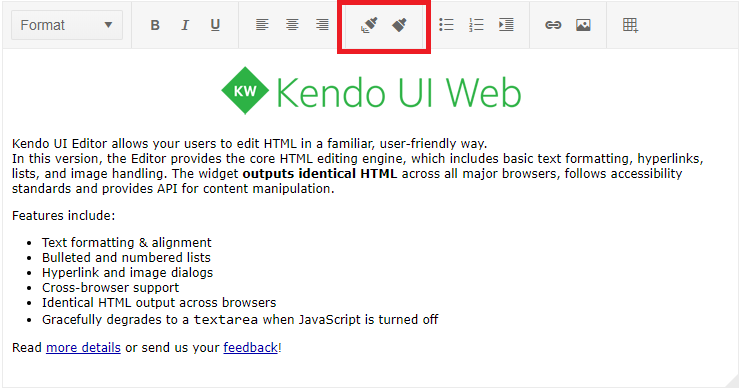 Format B I U
KW Kendo UI Web
Kendo UI Editor allows your users to edit HTML in a familiar, user-friendly way.
In this version, the Editor provides the core HTML editing engine, which includes basic text formatting, hyperlinks,
lists, and image handling. The widget outputs identical HTML across all major browsers, follows accessibility
standards and provides API for content manipulation.
Features include:
• Text formatting & alignment
• Bulleted and numbered lists
• Hyperlink and image dialogs
• Cross-browser support
• Identical HTML output across browsers
• Gracefully degrades to a textarea when JavaScript is turned off
Read more details or send us your feedback!